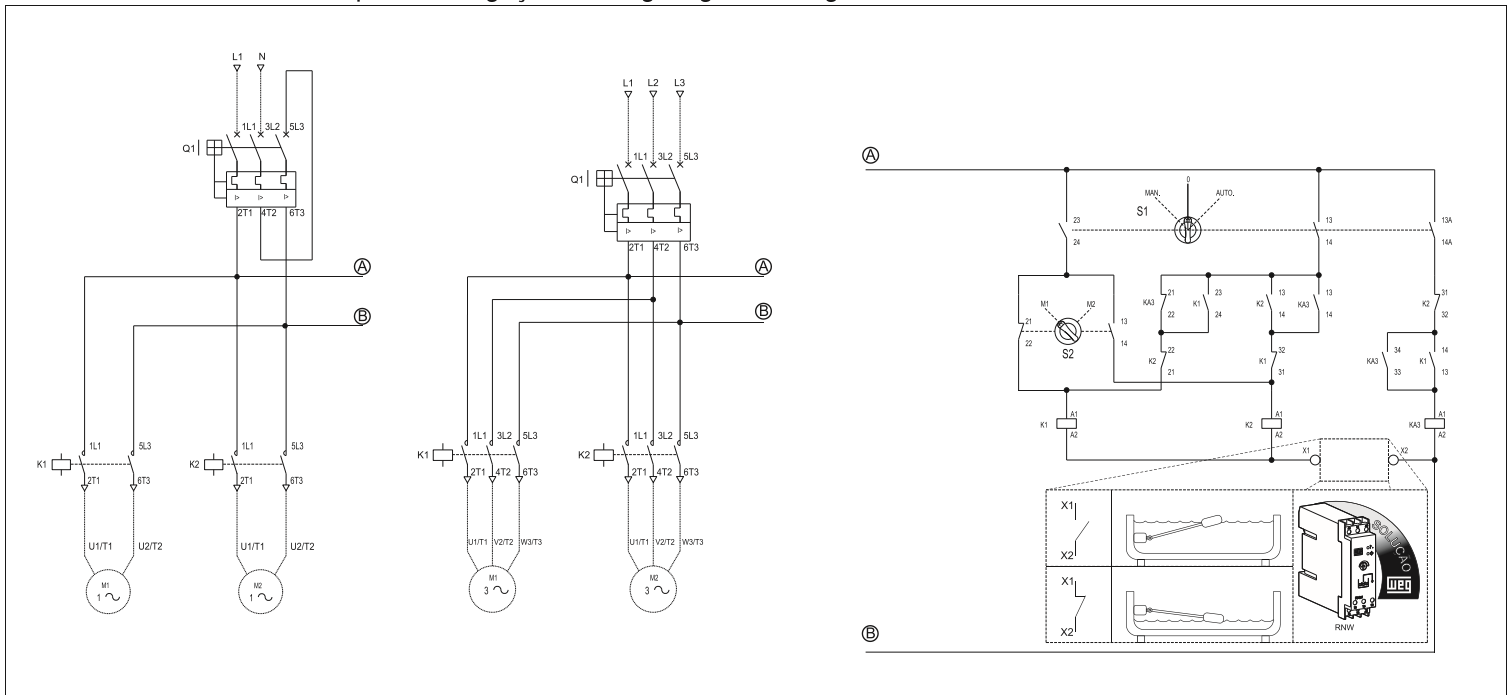 L1 N
1L1 3L2 5L3
Q1
2T1 4T2 6T3
A
B
1L1 5L3
K1
2T1 6T3
1L1 5L3
K2
2T1 6T3
U1/T1 U2/T2
U1/T1 U2/T2
M1
1
M2
1
L1 L2 L3
1L1 3L2 5L3
Q1
2T1 4T2 6T3
A
B
1L1 3L2 5L3
K1
2T1 4T2 6T3
1L1 3L2 5L3
K2
2T1 4T2 6T3
U1/T1 V2/T2 W3/T3
U1/T1 V2/T2 W3/T3
M1
3
M2
3
A
0
MAN. AUTO.
S1
23
24
13
14
13A
14A
M1 M2
S2
21
22
13
14
KA3
21
22
K1
23
24
K2
13
14
KA3
13
14
K2
31
32
K2
22
21
K1
32
31
KA3
34
33
K1
14
13
K1
A1
A2
K2
A1
A2
KA3
A1
A2
X1 X2
X1
X2
X1
X2
SOLUÇÃO
WEG
RNW
B